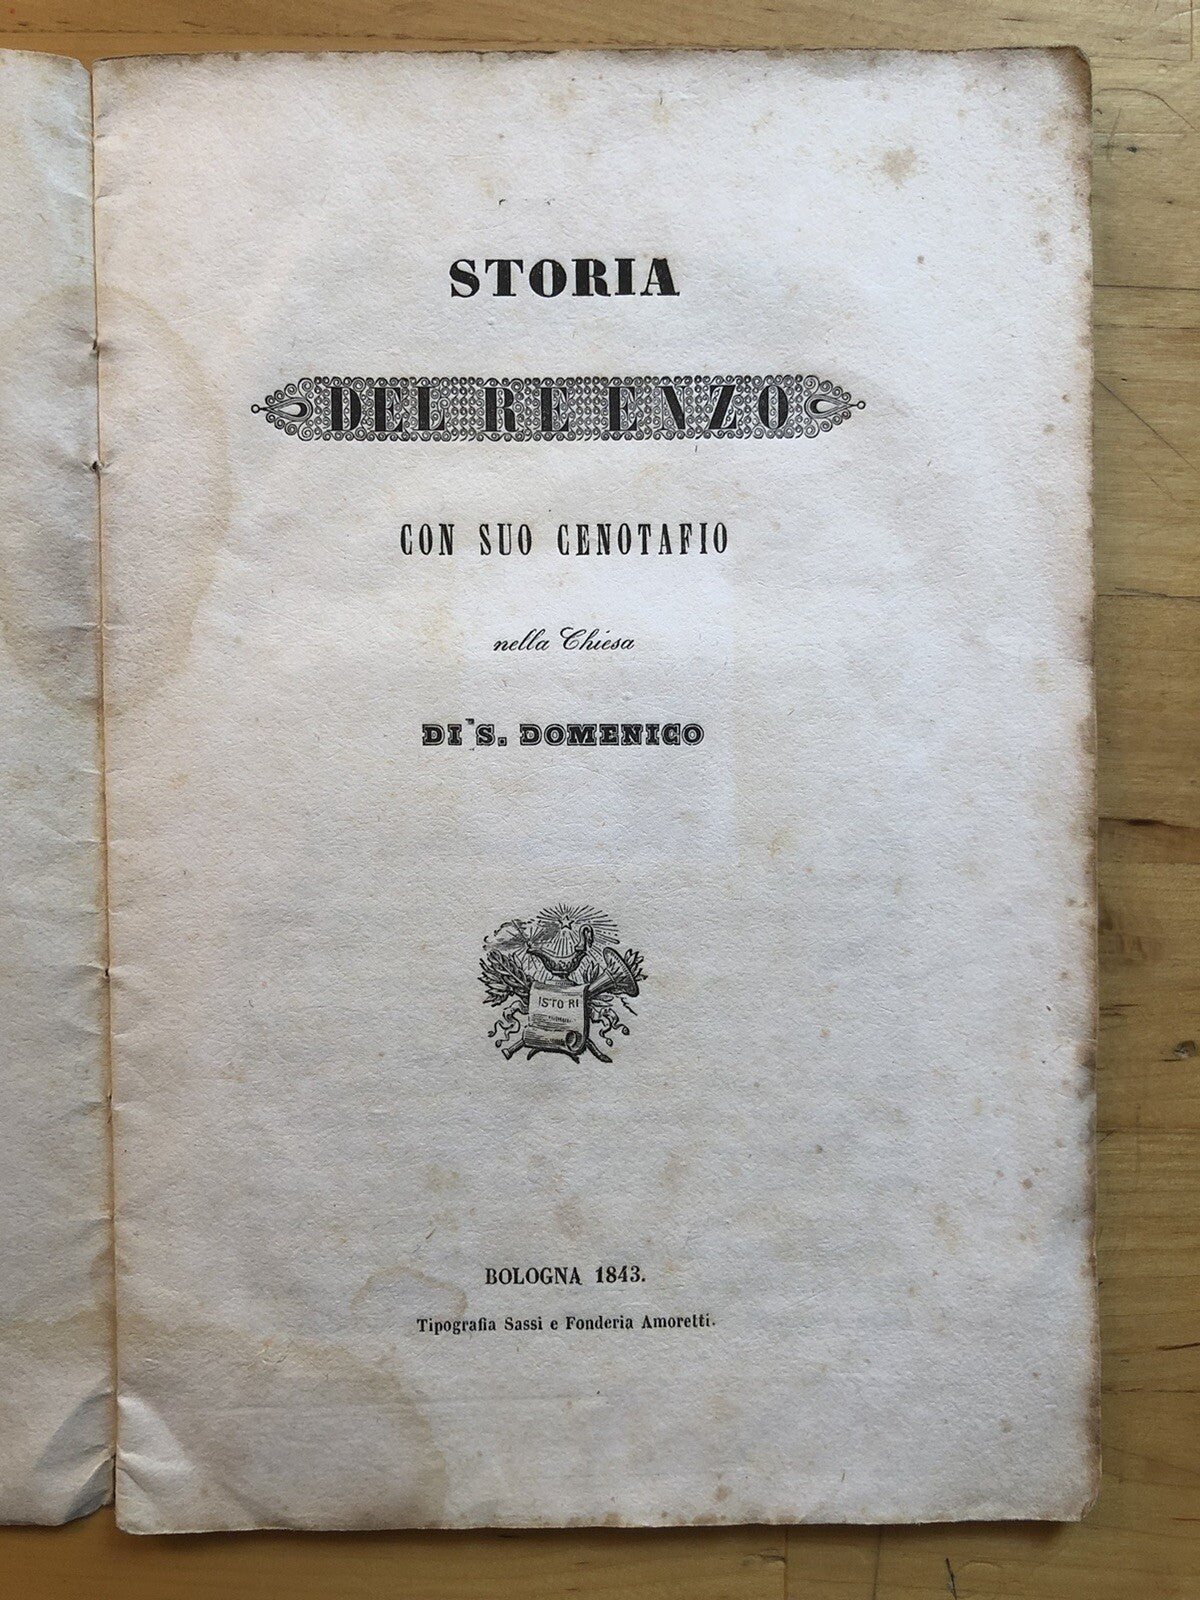 STORIA
DEL RE ENZO
CON SUO CENOTAFIO
nella Chiesa
DI S. DOMENICO
ISTORI
BOLOGNA 1843.
Tipografia Sassi e Fonderia Amoretti.